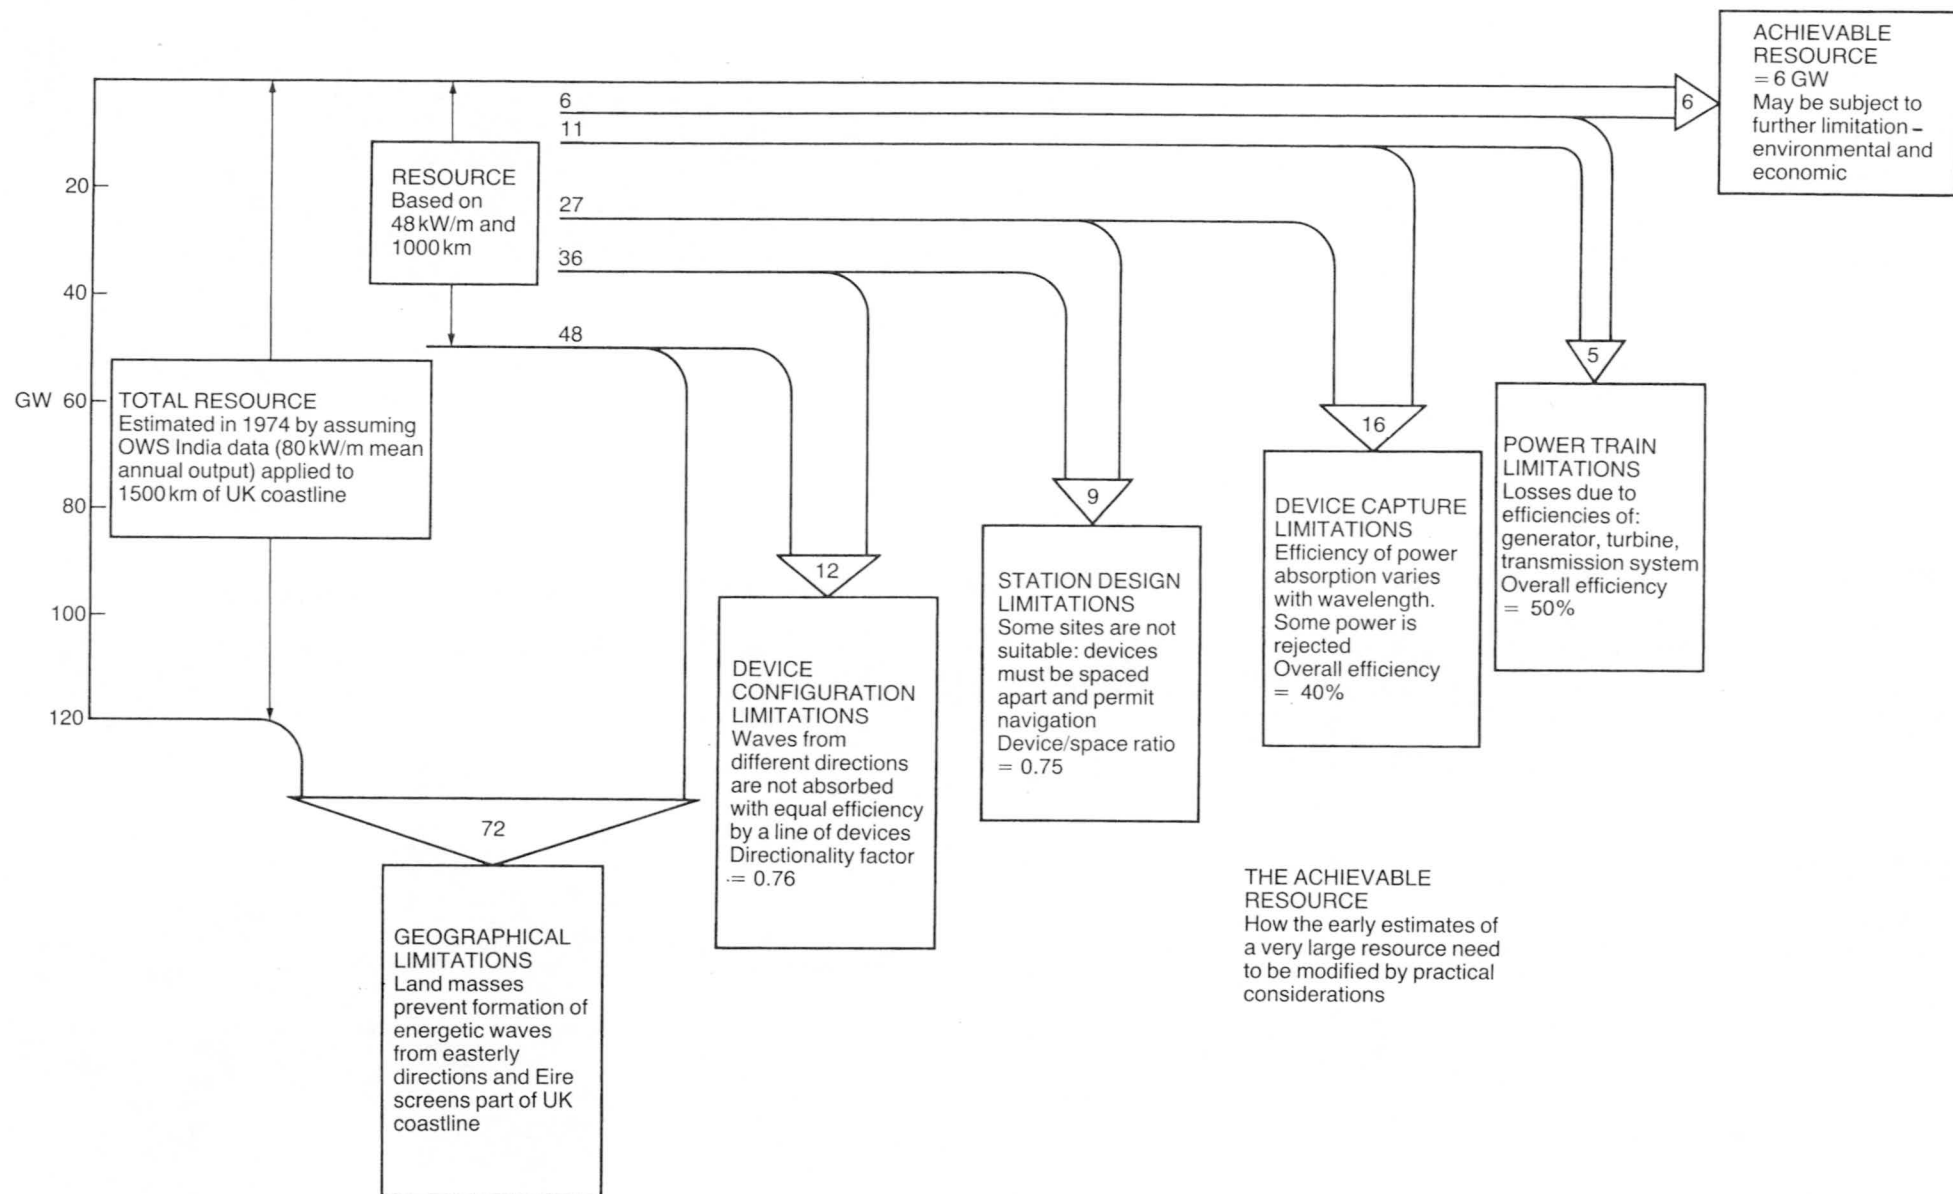 ACHIEVABLE
RESOURCE
= 6 GW
May be subject to
further limitation –
environmental and
economic
6
6
11
RESOURCE
Based on
48 kW/m and
1000 km
20
27
36
40
48
5
TOTAL RESOURCE
Estimated in 1974 by assuming
OWS India data (80 kW/m mean
annual output) applied to
1500 km of UK coastline
GW 60
80
100
120
16
POWER TRAIN
LIMITATIONS
Losses due to
efficiencies of:
generator, turbine,
transmission system
Overall efficiency
= 50%
9
DEVICE CAPTURE
LIMITATIONS
Efficiency of power
absorption varies
with wavelength.
Some power is
rejected
Overall efficiency
= 40%
12
STATION DESIGN
LIMITATIONS
Some sites are not
suitable: devices
must be spaced
apart and permit
navigation
Device/space ratio
= 0.75
DEVICE
CONFIGURATION
LIMITATIONS
Waves from
different directions
are not absorbed
with equal efficiency
by a line of devices
Directionality factor
= 0.76
72
GEOGRAPHICAL
LIMITATIONS
Land masses
prevent formation of
energetic waves
from easterly
directions and Eire
screens part of UK
coastline
THE ACHIEVABLE
RESOURCE
How the early estimates of
a very large resource need
to be modified by practical
considerations